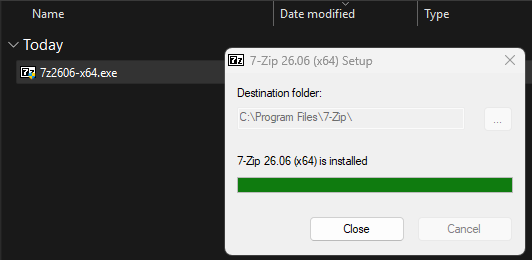 Name Date modified Type
Today
7z2606-x64.exe
7z 7-Zip 26.06 (x64) Setup
Destination folder:
C:\Program Files\7-Zip\
...
7-Zip 26.06 (x64) is installed
Close Cancel